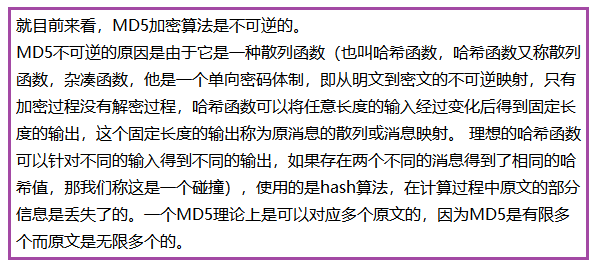 就目前来看，MD5加密算法是不可逆的。
MD5不可逆的原因是由于它是一种散列函数（也叫哈希函数，哈希函数又称散列
函数，杂凑函数，他是一个单向密码体制，即从明文到密文的不可逆映射，只有
加密过程没有解密过程，哈希函数可以将任意长度的输入经过变化后得到固定长
度的输出，这个固定长度的输出称为原消息的散列或消息映射。 理想的哈希函数
可以针对不同的输入得到不同的输出，如果存在两个不同的消息得到了相同的哈
希值，那我们称这是一个碰撞），使用的是hash算法，在计算过程中原文的部分
信息是丢失了的。一个MD5理论上是可以对应多个原文的，因为MD5是有限多
个而原文是无限多个的。